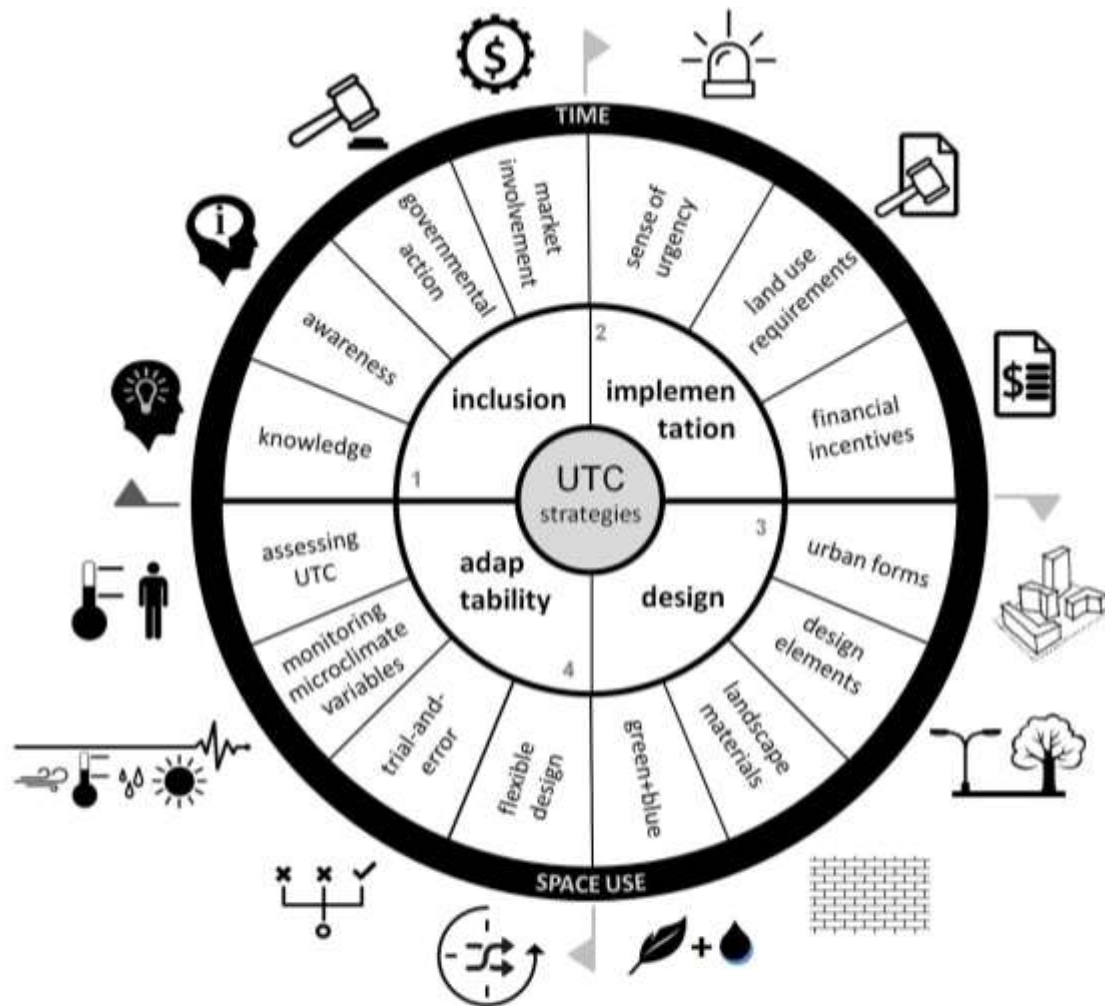 $
i
$
TIME
market
involvement
governmental
action
awareness
knowledge
sense of
urgency
land use
requirements
financial
incentives
1
inclusion
2
implemen
tation
UTC
strategies
3
design
4
adap
tability
urban forms
design
elements
landscape
materials
green+blue
flexible
design
trial-and-
error
monitoring
microclimate
variables
assessing
UTC
SPACE USE
+